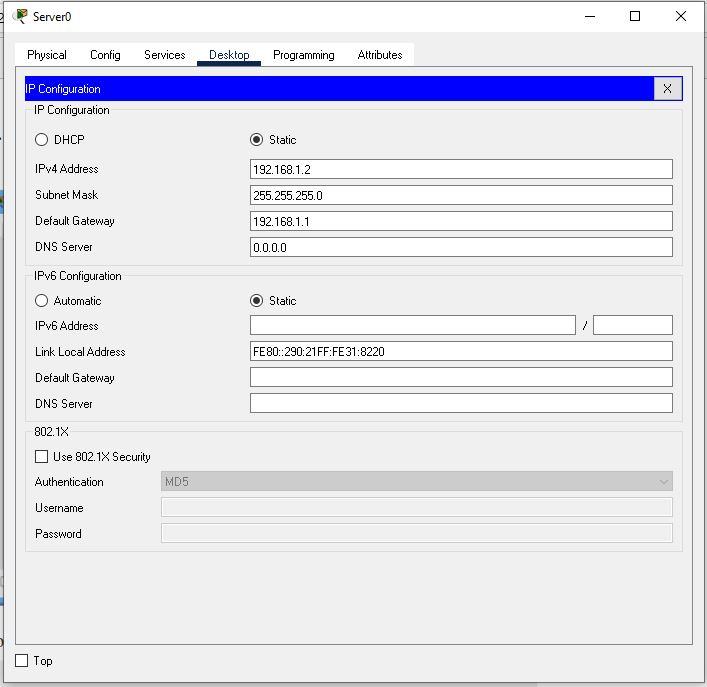 Server0
Physical Config Services Desktop Programming Attributes
IP Configuration X
IP Configuration
DHCP Static
IPv4 Address 192.168.1.2
Subnet Mask 255.255.255.0
Default Gateway 192.168.1.1
DNS Server 0.0.0.0
IPv6 Configuration
Automatic Static
IPv6 Address /
Link Local Address FE80::290:21FF:FE31:8220
Default Gateway
DNS Server
802.1X
Use 802.1X Security
Authentication MD5
Username
Password
Top